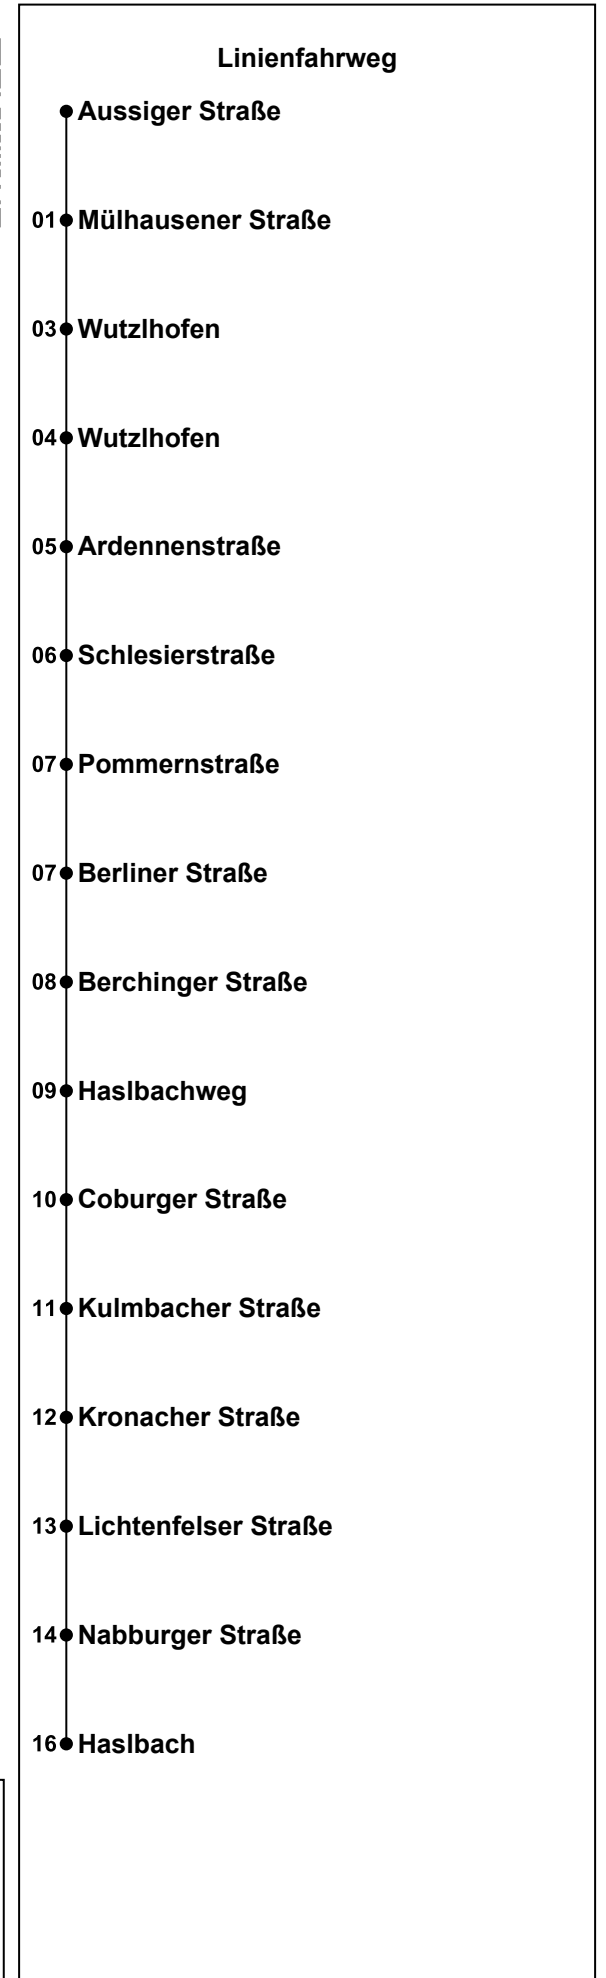 Linienfahrweg
Aussiger Straße
01 Mülhausener Straße
03 Wutzlhofen
04 Wutzlhofen
05 Ardennenstraße
06 Schlesierstraße
07 Pommernstraße
07 Berliner Straße
08 Berchinger Straße
09 Haslbachweg
10 Coburger Straße
11 Kulmbacher Straße
12 Kronacher Straße
13 Lichtenfelser Straße
14 Nabburger Straße
16 Haslbach